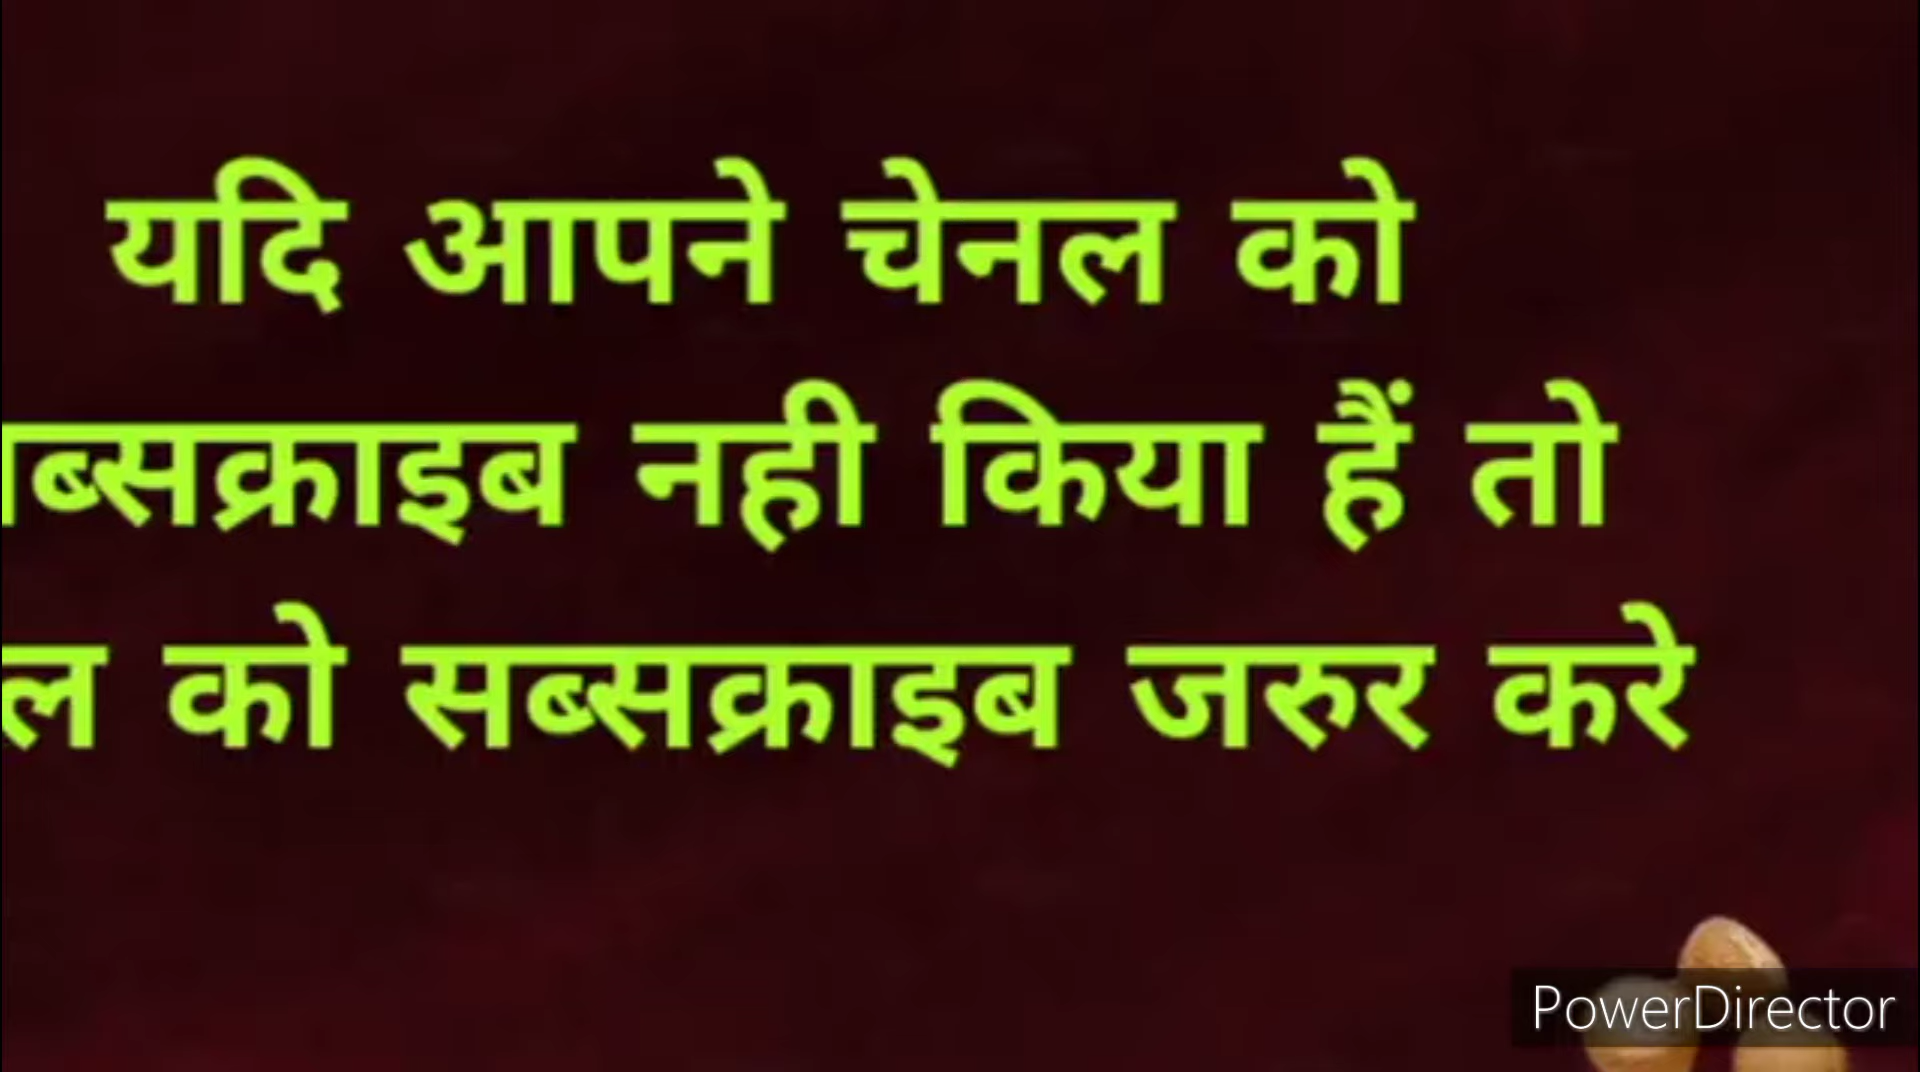 यदि आपने चेनल को
ब्सक्राइब नही किया हैं तो
ल को सब्सक्राइब जरुर करे
PowerDirector